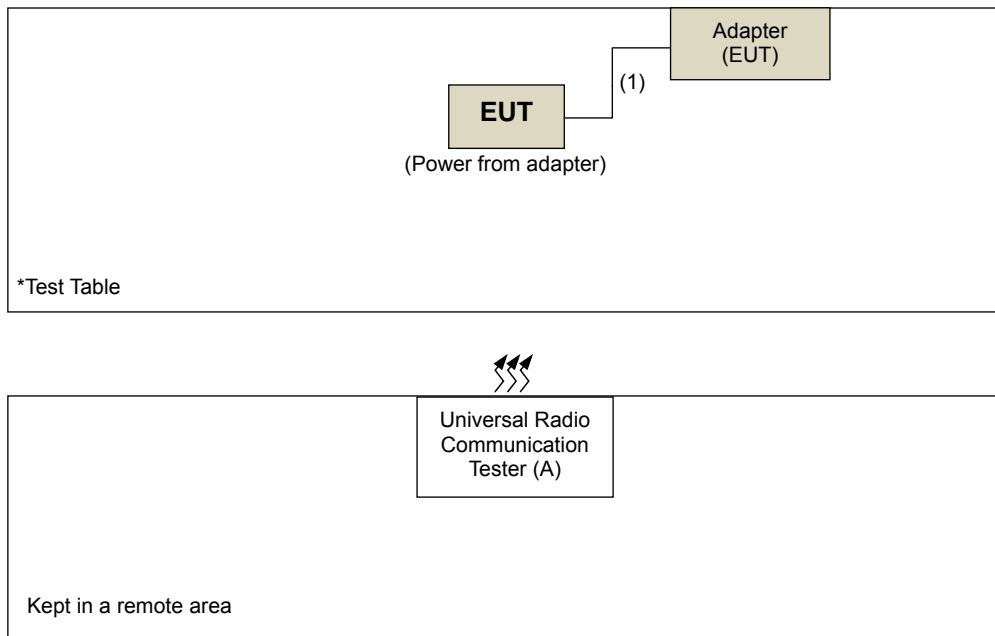 Adapter
(EUT)
(1)
EUT
(Power from adapter)
*Test Table
Universal Radio
Communication
Tester (A)
Kept in a remote area